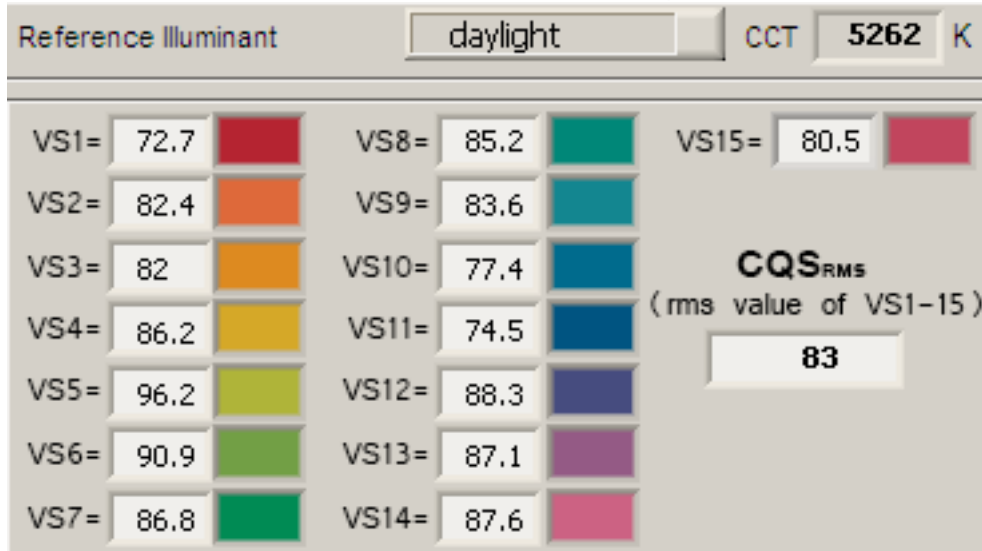 Reference Illuminant daylight CCT 5262 K
VS1= 72.7 VS8= 85.2 VS15= 80.5
VS2= 82.4 VS9= 83.6
VS3= 82 VS10= 77.4 CQSRMS
VS4= 86.2 VS11= 74.5 (rms value of VS1-15)
VS5= 96.2 VS12= 88.3 83
VS6= 90.9 VS13= 87.1
VS7= 86.8 VS14= 87.6